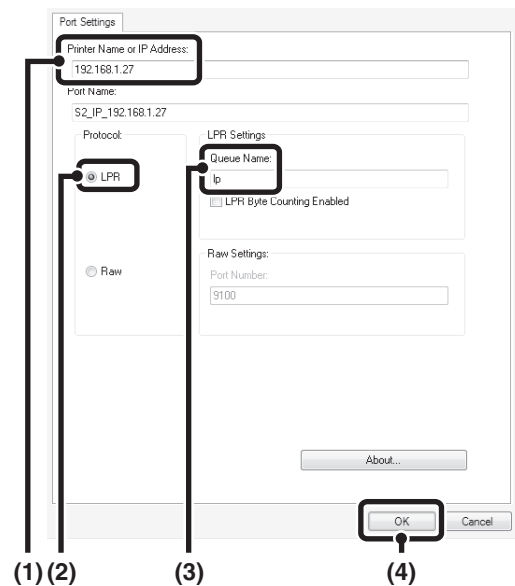 Port Settings
Printer Name or IP Address:
192.168.1.27
Port Name:
S2_IP_192.168.1.27
Protocol:
LPR
Raw
LPR Settings
Queue Name:
lp
LPR Byte Counting Enabled
Raw Settings:
Port Number:
9100
About...
OK
Cancel
(1) (2) (3) (4)